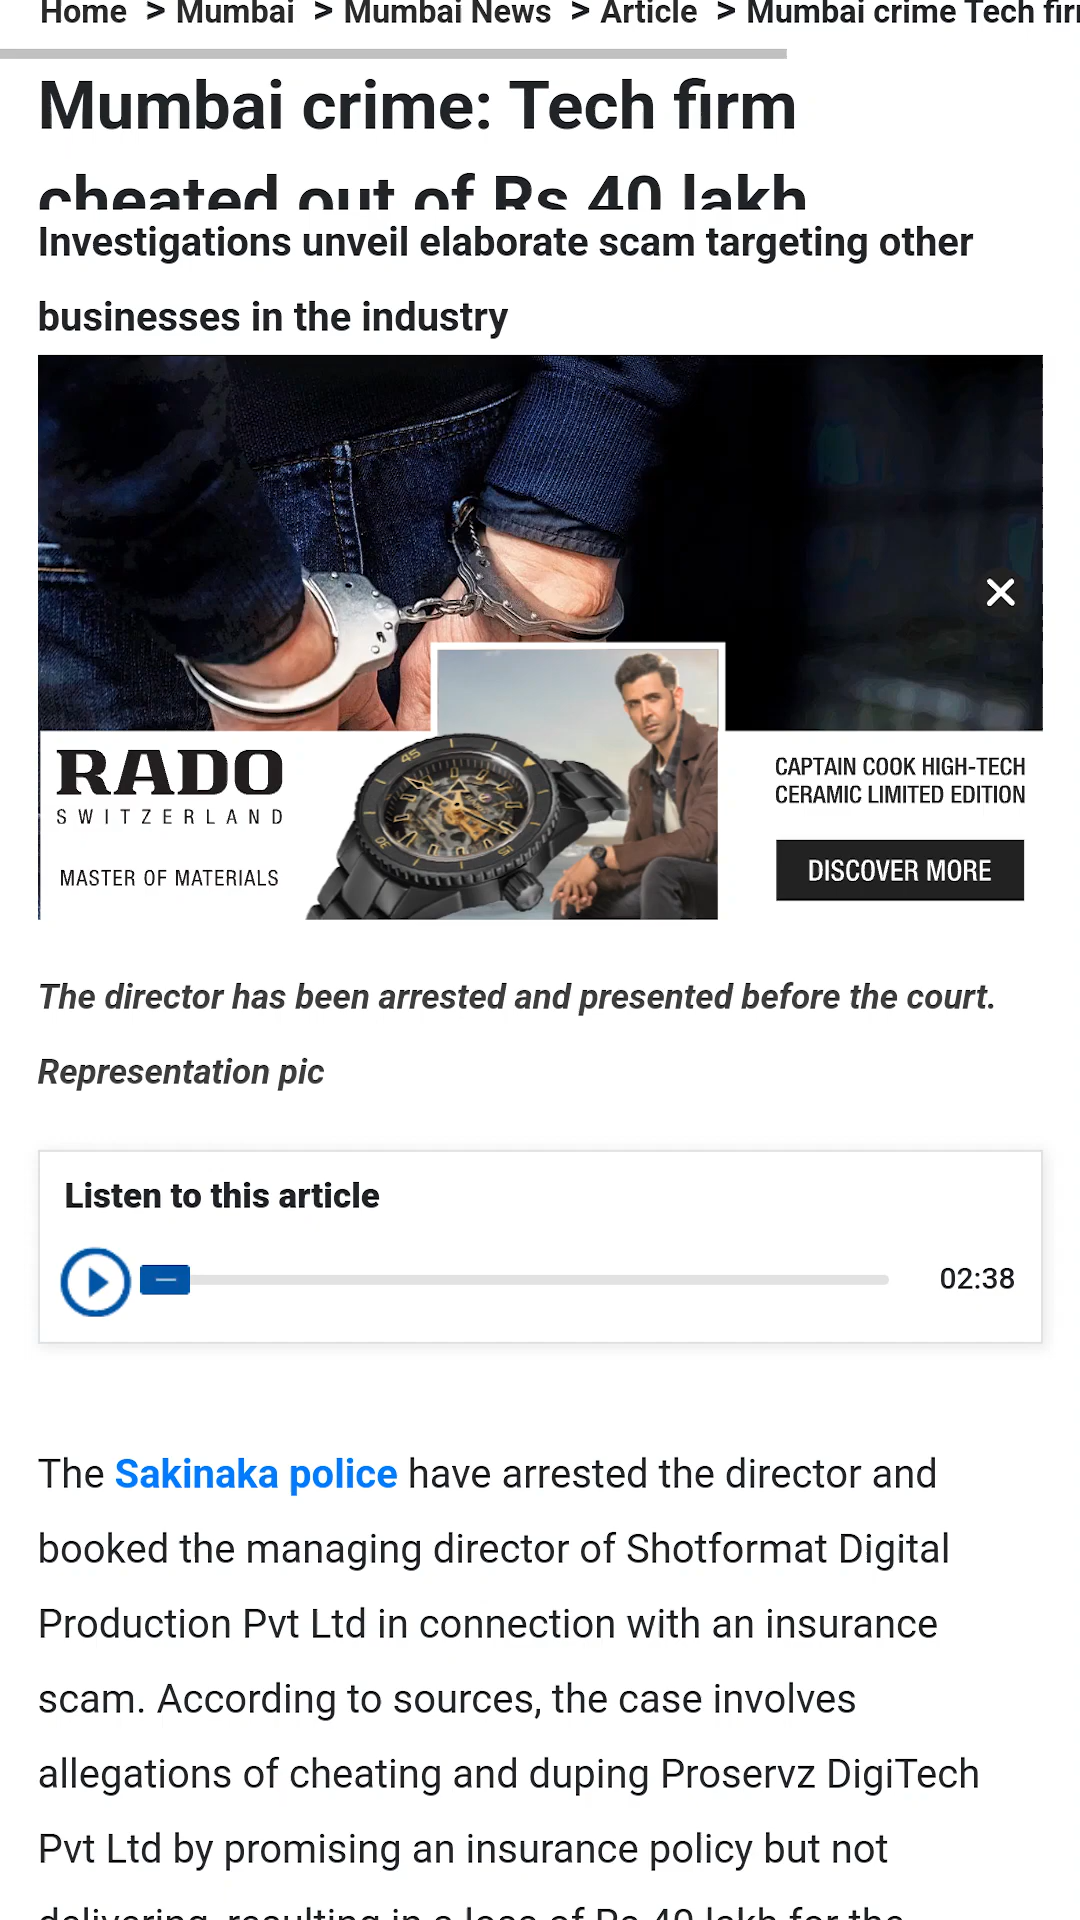 Home > Mumbai > Mumbai News > Article > Mumbai crime Tech
Mumbai crime: Tech firm
cheated out of Rs 40 lakh
Investigations unveil elaborate scam targeting other
businesses in the industry
RADO
SWITZERLAND
MASTER OF MATERIALS
45
CAPTAIN COOK HIGH-TECH
CERAMIC LIMITED EDITION
DISCOVER MORE
The director has been arrested and presented before the court.
Representation pic
Listen to this article
02:38
The Sakinaka police have arrested the director and
booked the managing director of Shotformat Digital
Production Pvt Ltd in connection with an insurance
scam. According to sources, the case involves
allegations of cheating and duping Proservz DigiTech
Pvt Ltd by promising an insurance policy but not
delivering, resulting in a loss of Rs 40 lakh for the